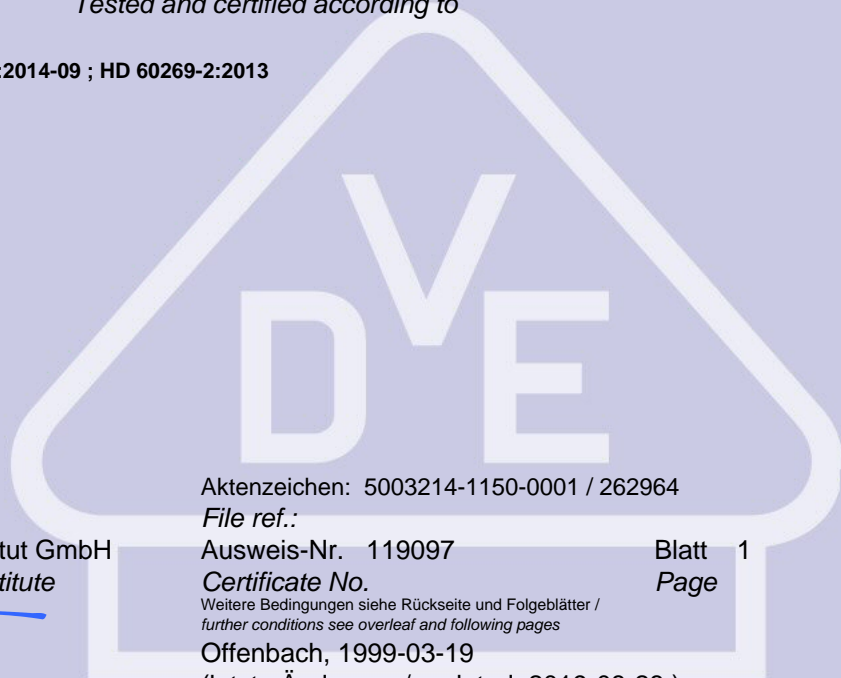 Tested and certified according to
:2014-09 ; HD 60269-2:2013
DVE
Aktenzeichen: 5003214-1150-0001 / 262964
File ref.:
tut GmbH Ausweis-Nr. 119097 Blatt 1
titute Certificate No. Page
Weitere Bedingungen siehe Rückseite und Folgeblätter /
further conditions see overleaf and following pages
Offenbach, 1999-03-19